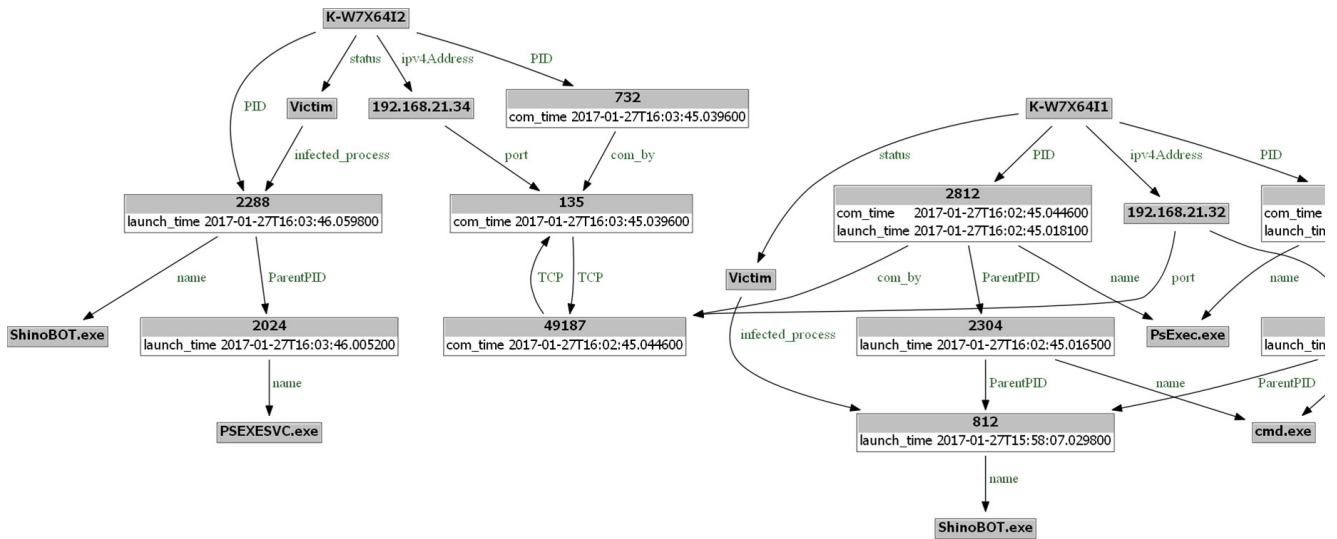 K-W7X64I2
status
ipv4Address
PID
PID
Victim
192.168.21.34
732
com_time 2017-01-27T16:03:45.039600
infected_process
port
com_by
2288
launch_time 2017-01-27T16:03:46.059800
135
com_time 2017-01-27T16:03:45.039600
name
ParentPID
TCP
TCP
ShinoBOT.exe
2024
launch_time 2017-01-27T16:03:46.005200
49187
com_time 2017-01-27T16:02:45.044600
name
PSEXESVC.exe
K-W7X64I1
status
PID
ipv4Address
PID
2812
com_time 2017-01-27T16:02:45.044600
launch_time 2017-01-27T16:02:45.018100
192.168.21.32
com_time
launch_tin
Victim
com_by
ParentPID
name
port
name
infected_process
2304
launch_time 2017-01-27T16:02:45.016500
PsExec.exe
launch_tin
ParentPID
name
ParentPID
812
launch_time 2017-01-27T15:58:07.029800
cmd.exe
name
ShinoBOT.exe